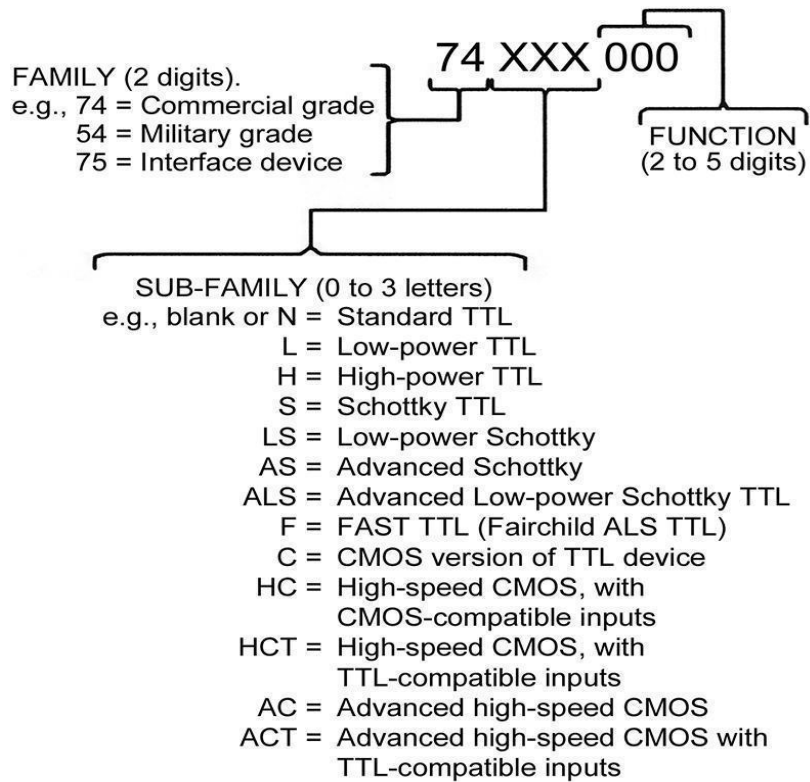 74 XXX 000
FAMILY (2 digits).
e.g., 74 = Commercial grade
54 = Military grade
75 = Interface device
FUNCTION
(2 to 5 digits)
SUB-FAMILY (0 to 3 letters)
e.g., blank or N = Standard TTL
L = Low-power TTL
H = High-power TTL
S = Schottky TTL
LS = Low-power Schottky
AS = Advanced Schottky
ALS = Advanced Low-power Schottky TTL
F = FAST TTL (Fairchild ALS TTL)
C = CMOS version of TTL device
HC = High-speed CMOS, with
CMOS-compatible inputs
HCT = High-speed CMOS, with
TTL-compatible inputs
AC = Advanced high-speed CMOS
ACT = Advanced high-speed CMOS with
TTL-compatible inputs